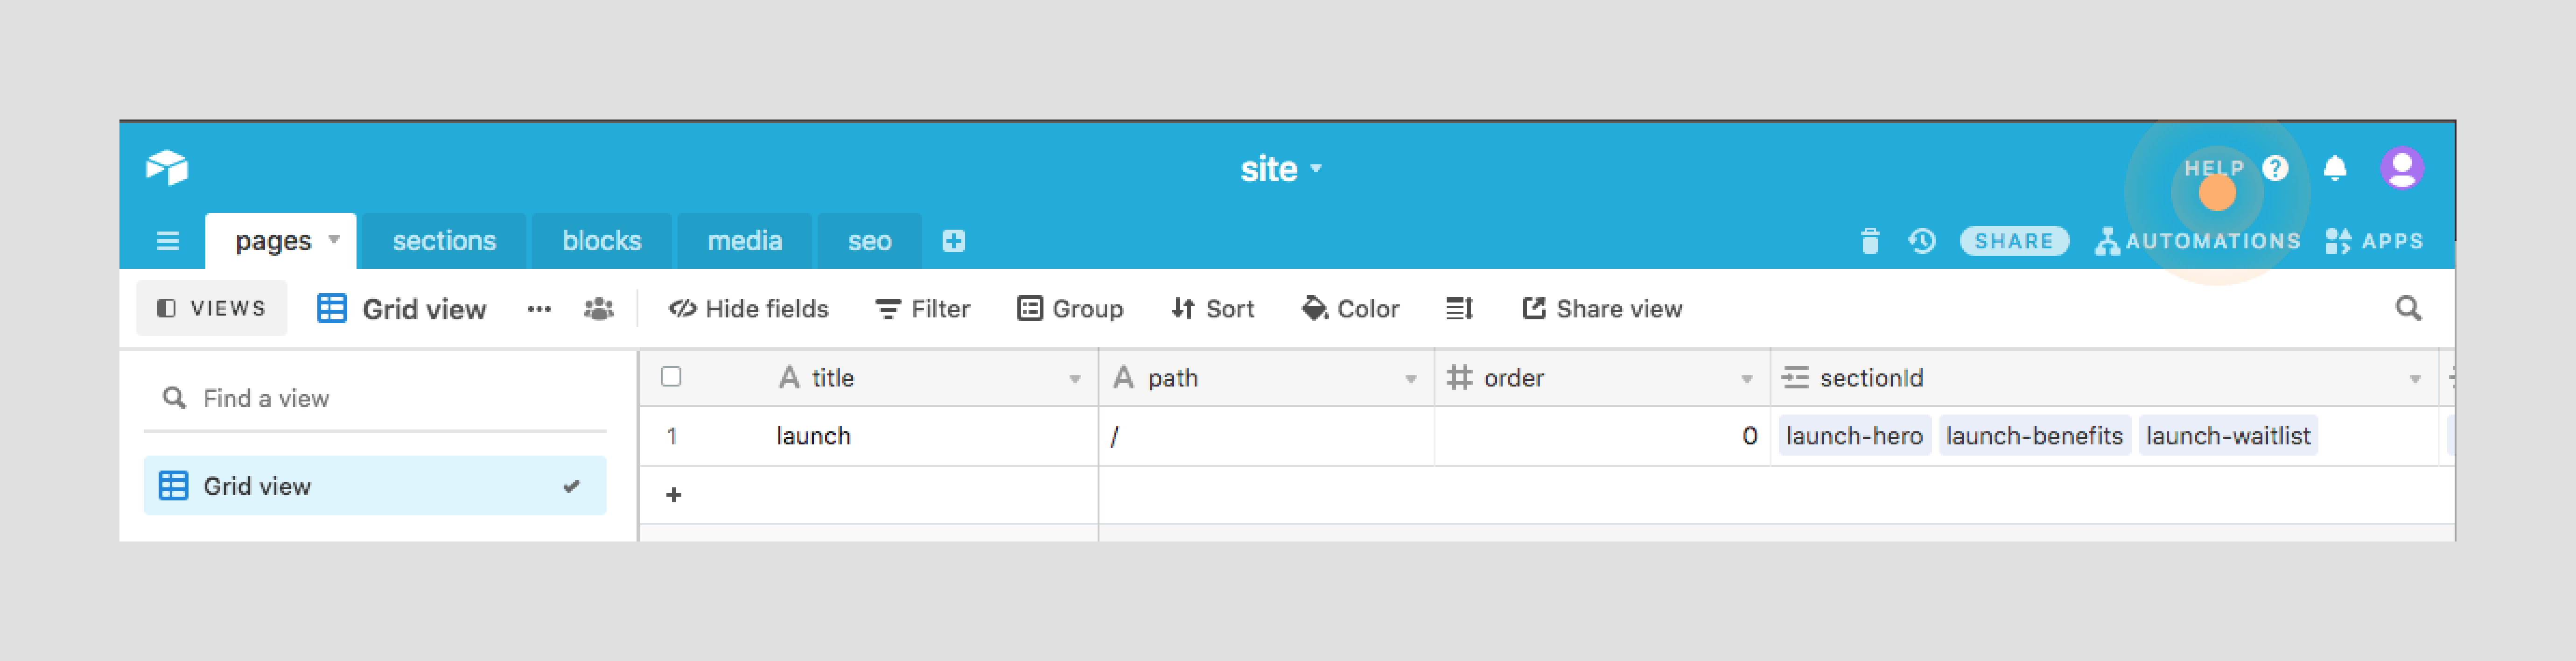 site
HELP ?
pages sections blocks media seo
SHARE AUTOMATIONS APPS
VIEWS Grid view Hide fields Filter Group Sort Color Share view
Find a view
Grid view
title path order sectionId
1 launch / 0 launch-hero launch-benefits launch-waitlist
+